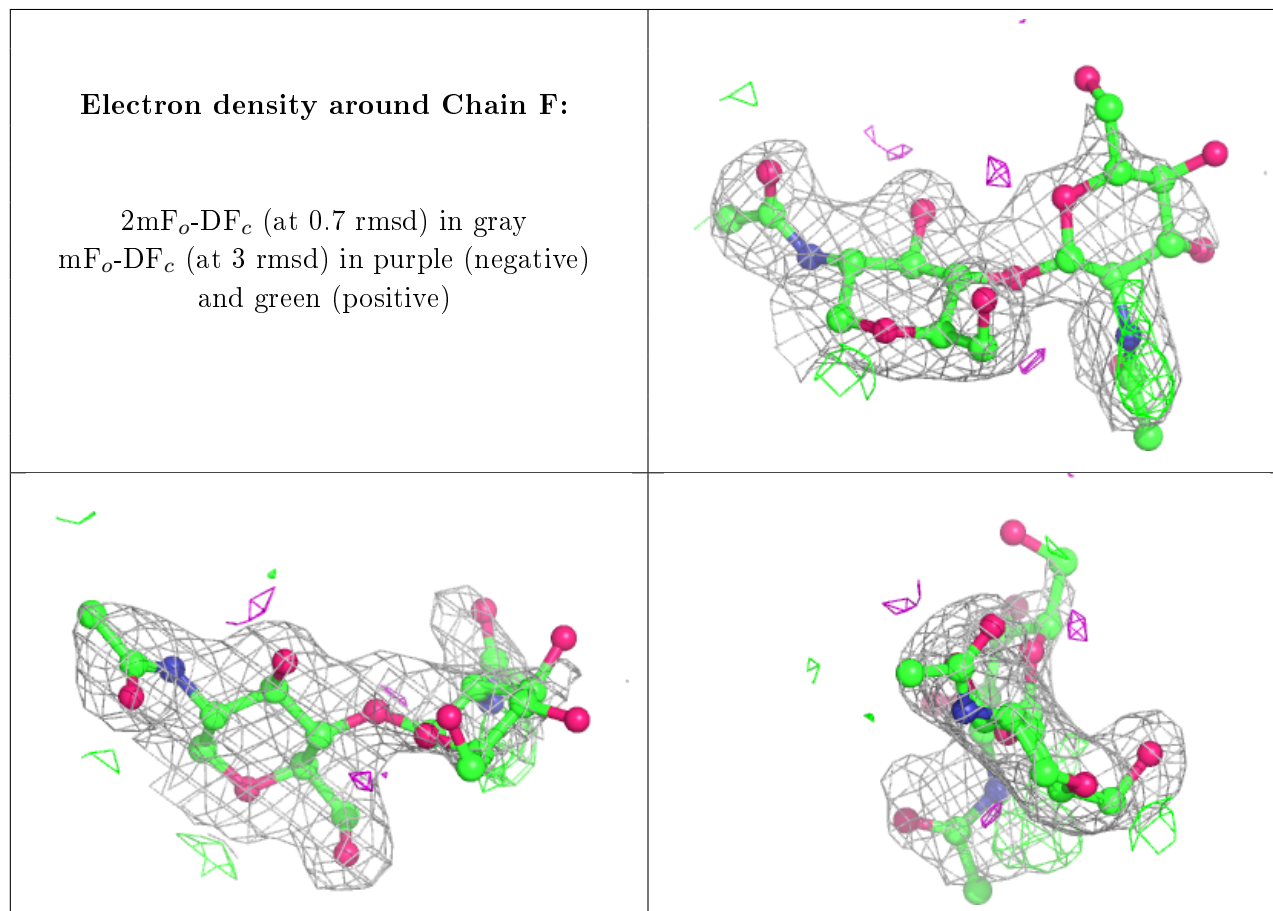 Electron density around Chain F:
2mFo-DFc (at 0.7 rmsd) in gray
mFo-DFc (at 3 rmsd) in purple (negative)
and green (positive)